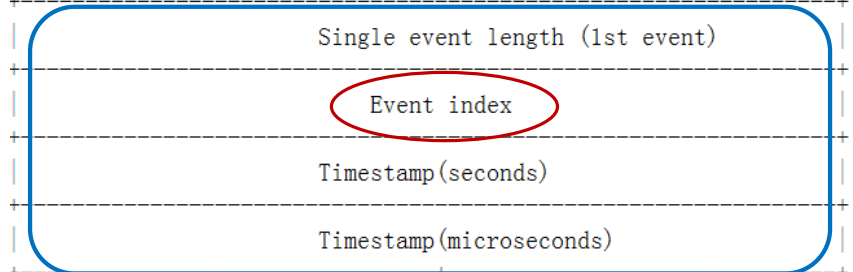 Single event length (1st event)
Event index
Timestamp(seconds)
Timestamp(microseconds)